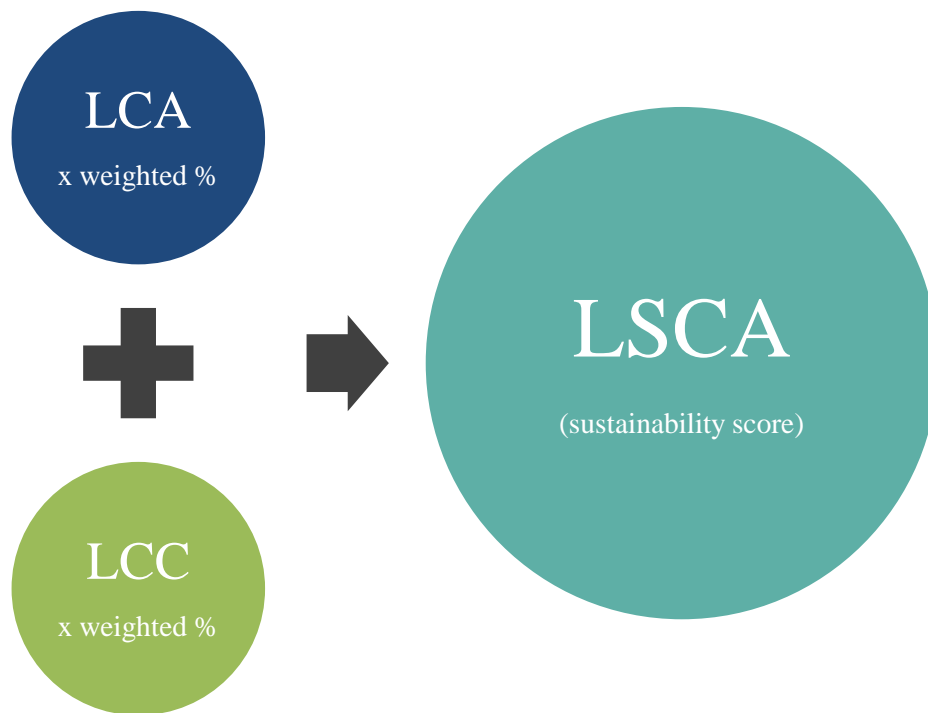 LCA
x weighted %
LCC
x weighted %
LSCA
(sustainability score)